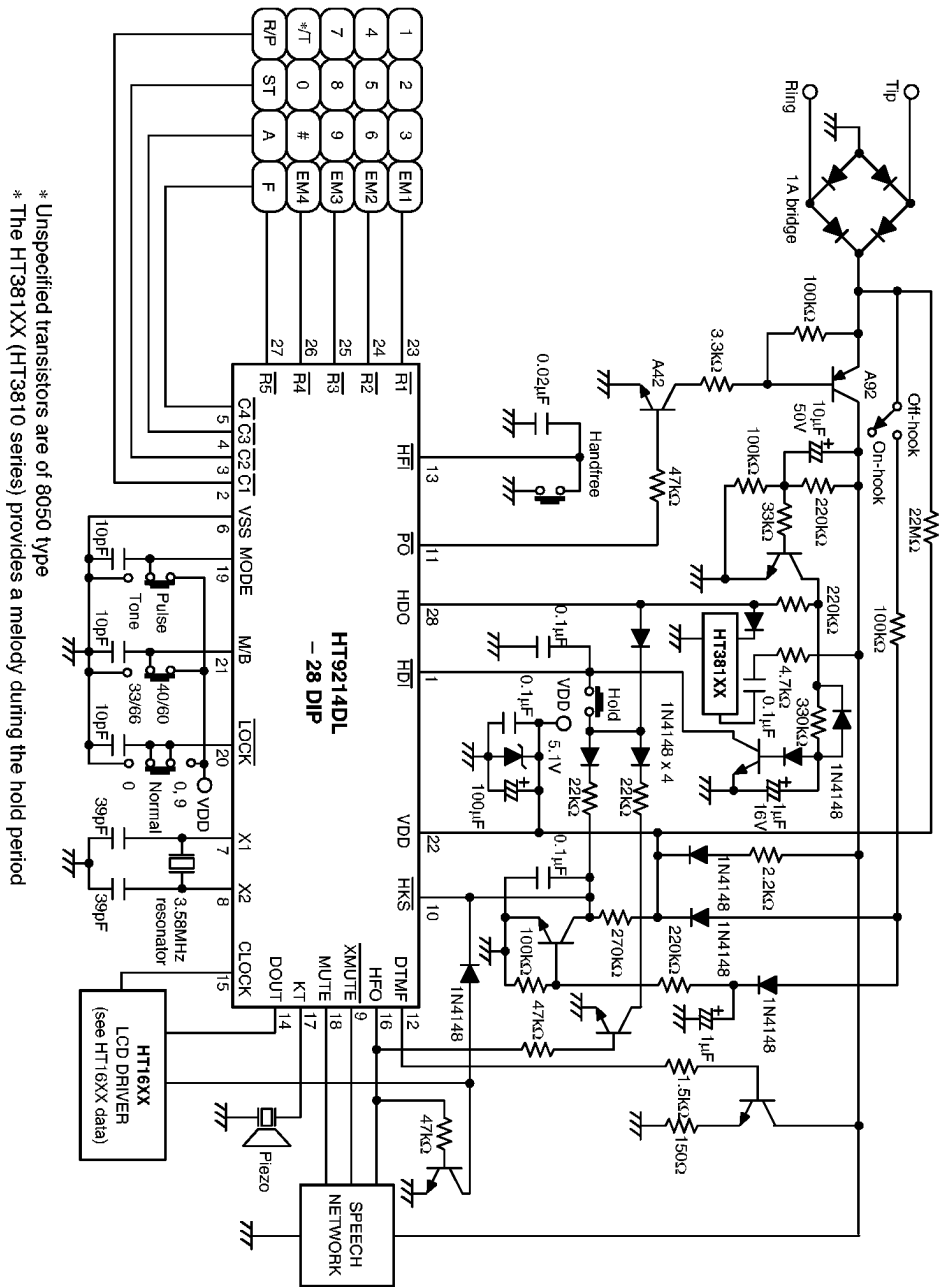 Tip
Ring
1A bridge
Off-hook
On-hook
22MΩ
100kΩ
100kΩ
A92
10µF
50V
3.3kΩ
A42
47kΩ
100kΩ
220kΩ
33kΩ
220kΩ
HT381XX
4.7kΩ
0.1µF
330kΩ
1N4148
1µF
16V
1N4148 x 4
22kΩ
22kΩ
Hold
0.1µF
VDD
0.1µF
5.1V
100µF
0.1µF
2.2kΩ
1N4148
1N4148
1N4148
270kΩ
220kΩ
100kΩ
47kΩ
1µF
1N4148
1.5kΩ
150Ω
47kΩ
Handfree
0.02µF
1 2 3 EM1
4 5 6 EM2
7 8 9 EM3
*/T 0 # EM4
R/P ST A F
23 24 25 26 27
R1 R2 R3 R4 R5
13 11 28 1 22 10
HFI PO HDO HDI VDD HKS
C4 C3 C2 C1
5 4 3 2
VSS MODE M/B LOCK X1 X2
6 19 21 20 7 8
CLOCK
15
DTMF
12
HFO
16
XMUTE
9
MUTE
18
KT
17
DOUT
14
HT9214DL
– 28 DIP
10pF
Tone
Pulse
10pF
33/66
40/60
10pF
0
Normal
0, 9
VDD
39pF
39pF
3.58MHz
resonator
HT16XX
LCD DRIVER
(see HT16XX data)
Piezo
SPEECH
NETWORK
* Unspecified transistors are of 8050 type
* The HT381XX (HT3810 series) provides a melody during the hold period